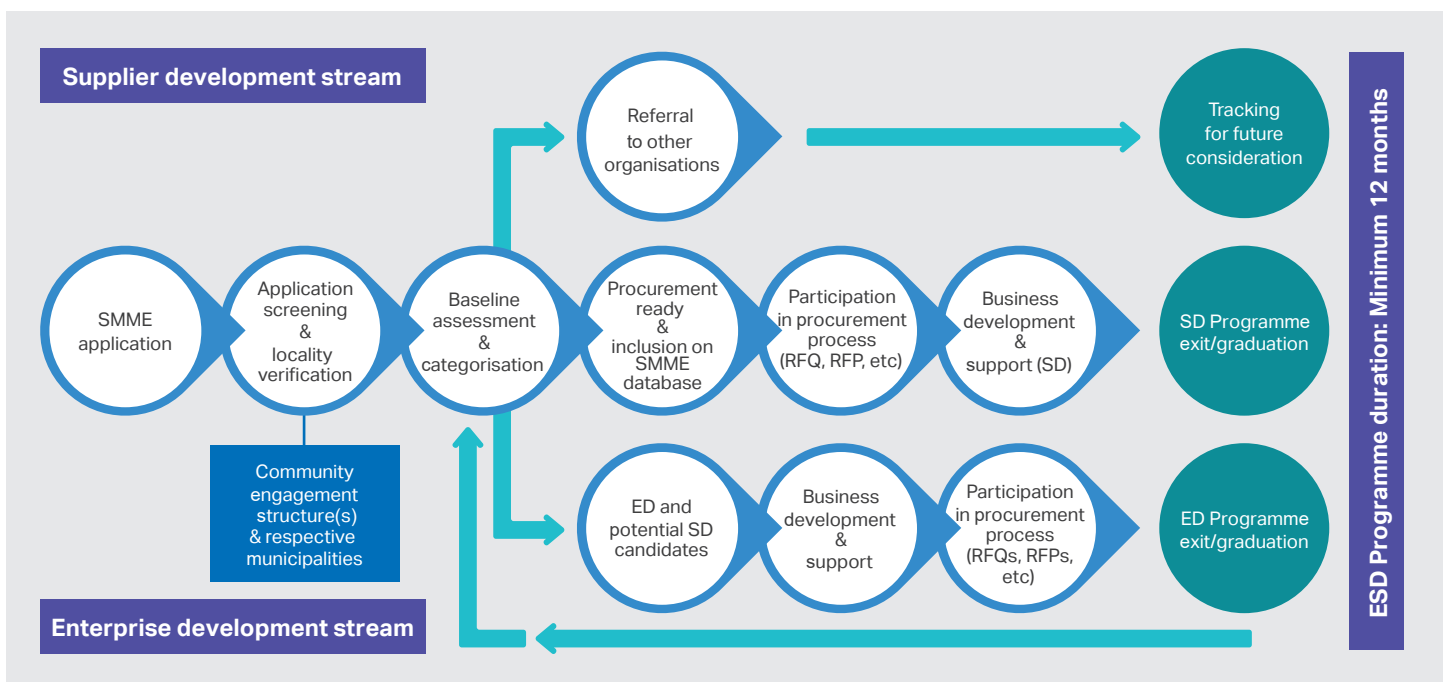 Supplier development stream
Referral
to other
organisations
Tracking
for future
consideration
SMME
application
Application
screening
&
locality
verification
Baseline
assessment
&
categorisation
Procurement
ready
&
inclusion on
SMME
database
Participation
in procurement
process
(RFQ, RFP, etc)
Business
development
&
support (SD)
SD Programme
exit/graduation
Community
engagement
structure(s)
& respective
municipalities
ED and
potential SD
candidates
Business
development
&
support
Participation
in procurement
process
(RFQs, RFPs,
etc)
ED Programme
exit/graduation
Enterprise development stream
ESD Programme duration: Minimum 12 months